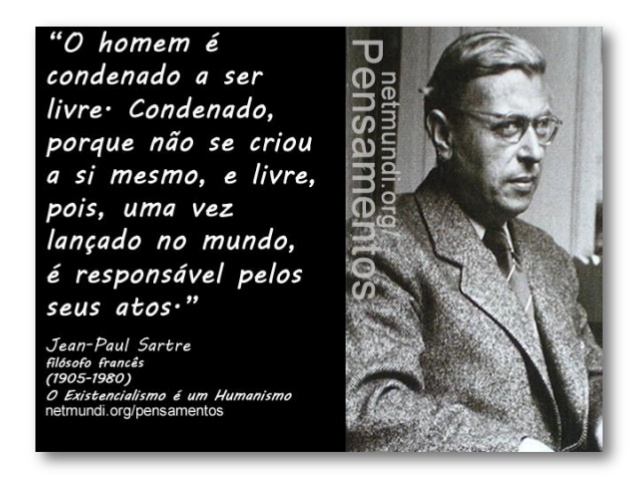 “O homem é
condenado a ser
livre. Condenado,
porque não se criou
a si mesmo, e livre,
pois, uma vez
lançado no mundo,
é responsável pelos
seus atos.”
Jean-Paul Sartre
filósofo francês
(1905-1980)
O Existencialismo é um Humanismo
netmundi.org/pensamentos
netmundi.org/
Pensamentos